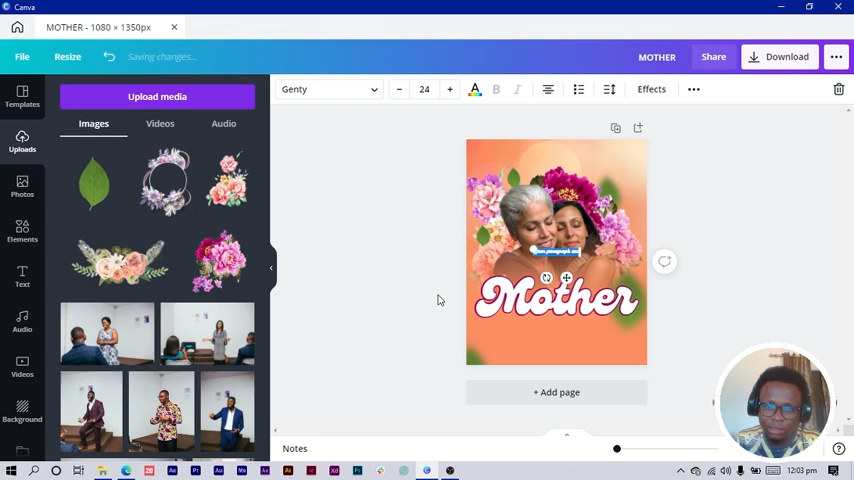 Canva
MOTHER - 1080 × 1350px
File
Resize
Saving changes...
MOTHER
Share
Download
Templates
Uploads
Photos
Elements
Text
Audio
Videos
Background
Upload media
Images
Videos
Audio
Genty
24
A
B
I
Effects
Mother
+ Add page
Notes
12:03 pm